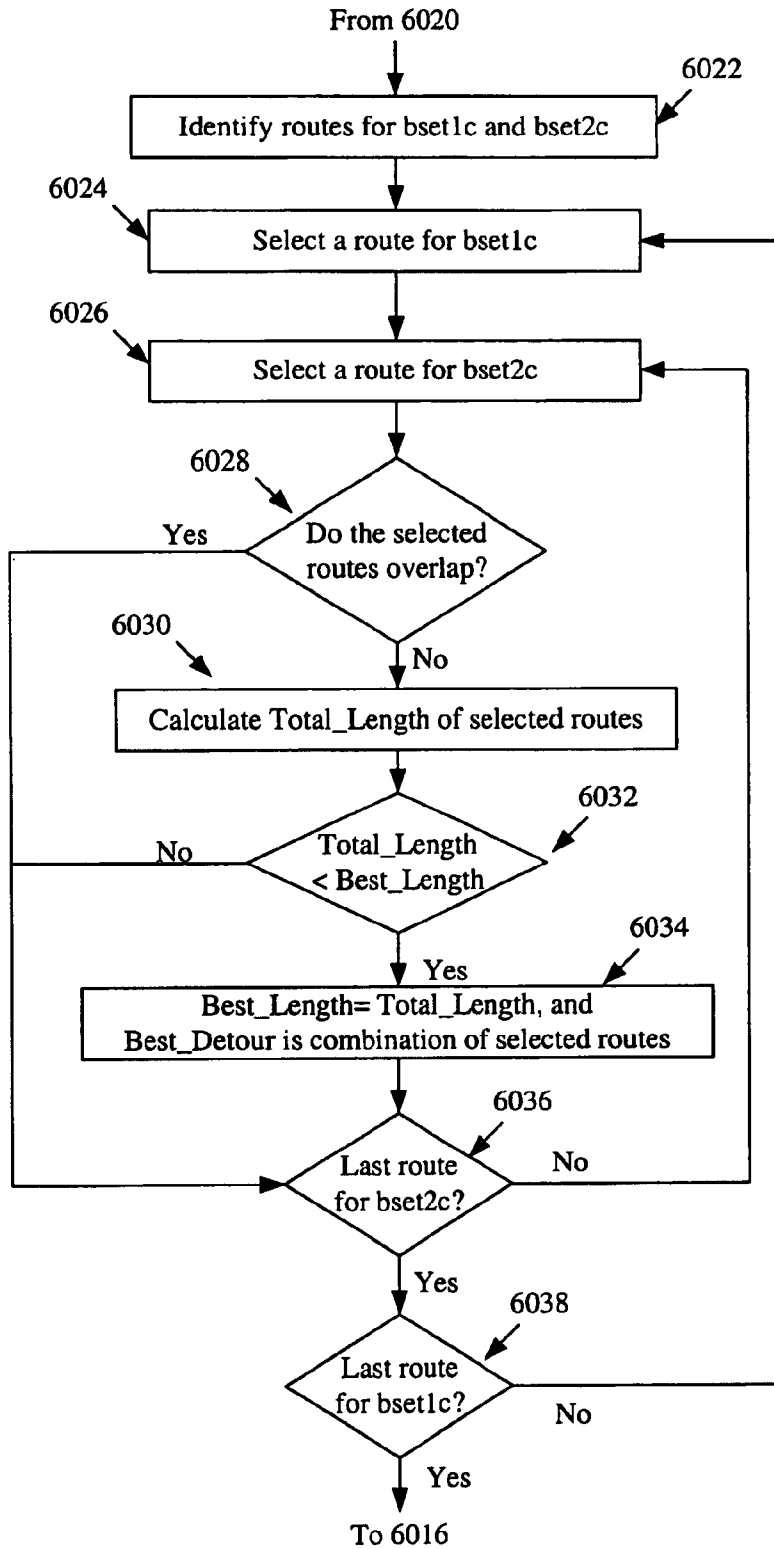 From 6020
6022
Identify routes for bset1c and bset2c
6024
Select a route for bset1c
6026
Select a route for bset2c
6028
Yes
Do the selected
routes overlap?
6030
No
Calculate Total_Length of selected routes
6032
No
Total_Length
< Best_Length
6034
Yes
Best_Length= Total_Length, and
Best_Detour is combination of selected routes
6036
Last route
for bset2c?
No
Yes
6038
Last route
for bset1c?
No
Yes
To 6016